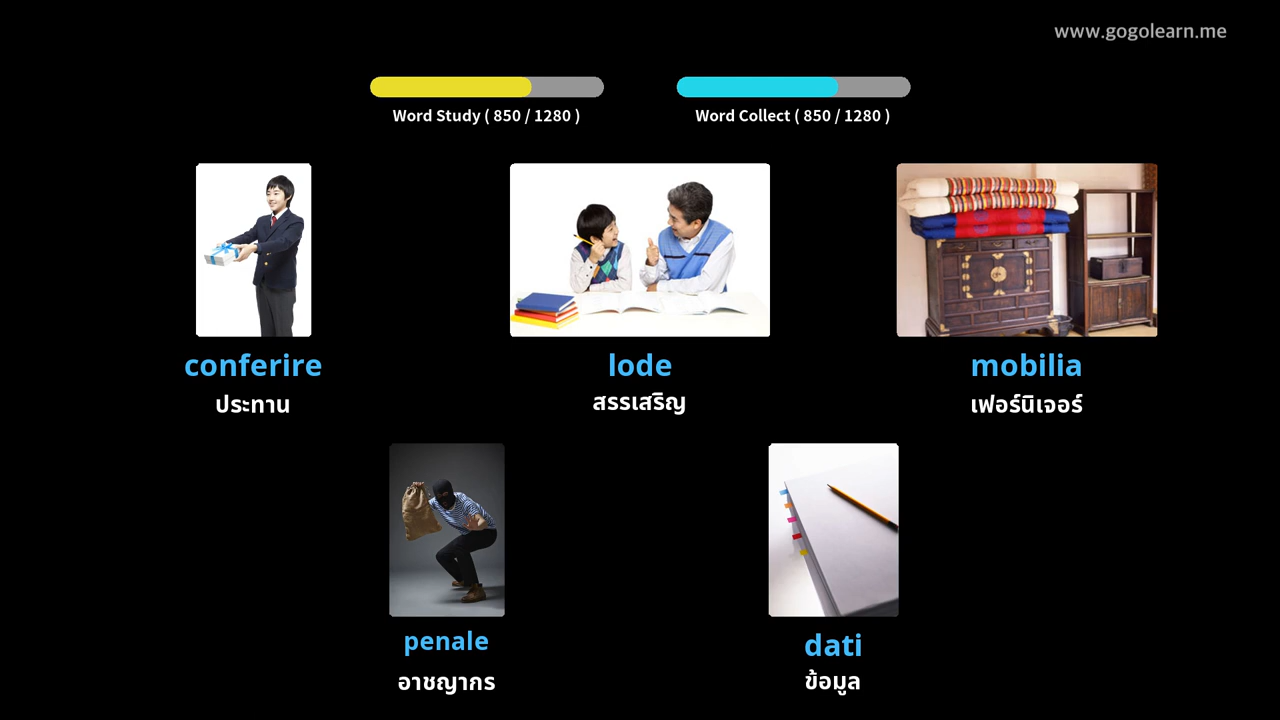 www.gogolearn.me
Word Study ( 850 / 1280 )
Word Collect ( 850 / 1280 )
conferire
ประทาน
lode
สรรเสริญ
mobilia
เฟอร์นิเจอร์
penale
อาชญากร
dati
ข้อมูล